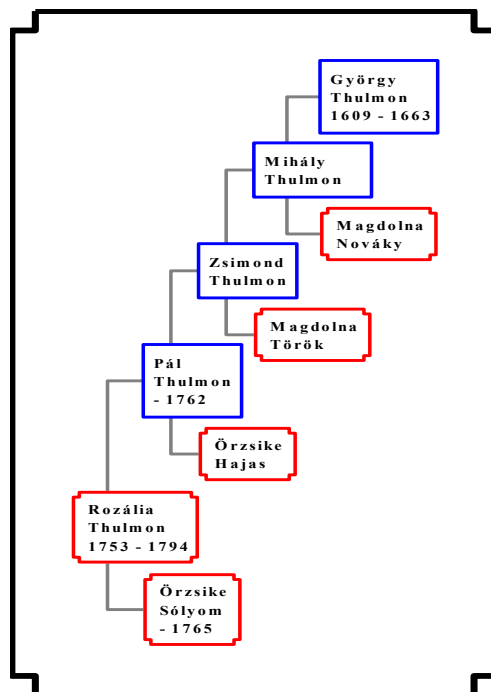 György
Thulmon
1609 - 1663
Mihály
Thulmon
Magdolna
Nováky
Zsimond
Thulmon
Magdolna
Török
Pál
Thulmon
- 1762
Örzsike
Hajas
Rozália
Thulmon
1753 - 1794
Örzsike
Sólyom
- 1765